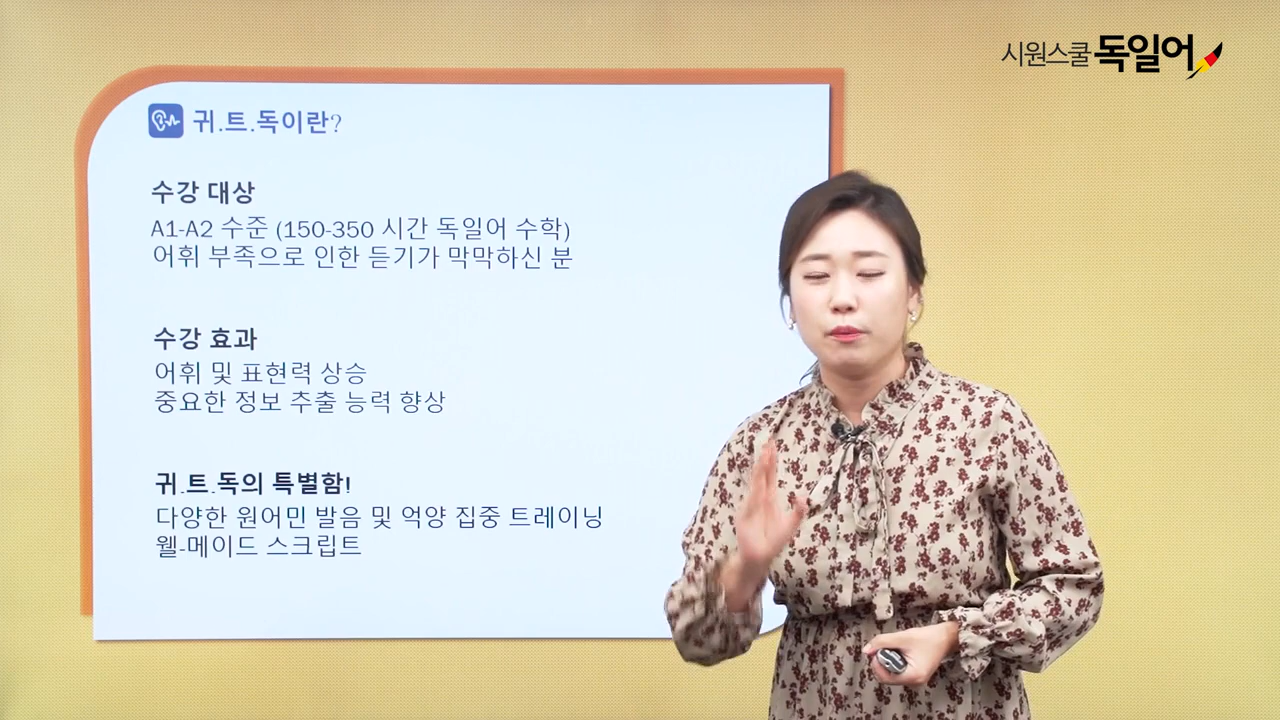 시원스쿨 독일어
귀.트.독이란?
수강 대상
A1-A2 수준 (150-350 시간 독일어 수학)
어휘 부족으로 인한 듣기가 막막하신 분
수강 효과
어휘 및 표현력 상승
중요한 정보 추출 능력 향상
귀.트.독의 특별함!
다양한 원어민 발음 및 억양 집중 트레이닝
웰-메이드 스크립트